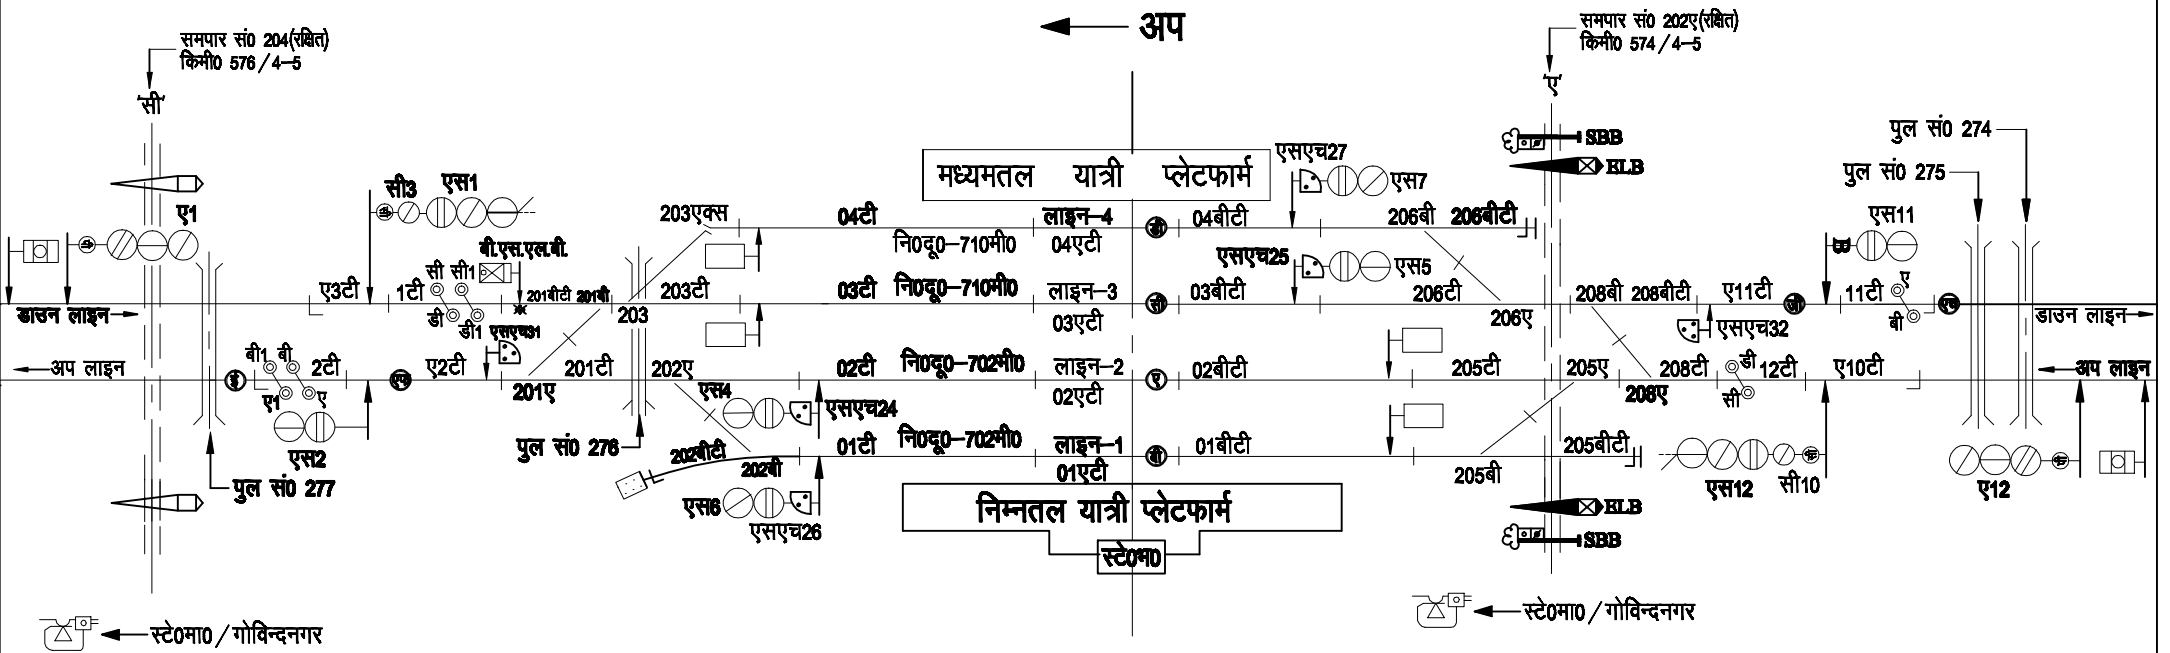 अप
समपार सं0 204(रक्षित)
किमी0 576/4-5
'सी'
समपार सं0 202ए(रक्षित)
किमी0 574/4-5
'ए'
SBB
ELB
पुल सं0 274
पुल सं0 275
मध्यमतल यात्री प्लेटफार्म
एसएच27
एस7
ए1
सी3 एस1
203एक्स
04टी
लाइन-4
डी
04बीटी
206बी
206बीटी
एस11
नि0दू0-710मी0
04एटी
बी.एस.एल.बी.
एसएच25
एस5
ए3टी
1टी
सी सी1
डी डी1
201बीटी
201बी
203टी
203
03टी
नि0दू0-710मी0
लाइन-3
सी
03बीटी
206टी
206ए
208बी
208बीटी
ए11टी
जी
11टी
ए
बी
एच
डाउन लाइन
डाउन लाइन
03एटी
एसएच31
एसएच32
अप लाइन
ई
बी1 बी
ए1 ए
2टी
एफ
ए2टी
201ए
201टी
202ए
02टी
नि0दू0-702मी0
लाइन-2
ए
02बीटी
205टी
205ए
208ए
208टी
डी
सी
12टी
ए10टी
अप लाइन
02एटी
एस2
एस4
एसएच24
पुल सं0 276
202बीटी
202बी
01टी
नि0दू0-702मी0
लाइन-1
बी
01बीटी
205बी
205बीटी
01एटी
पुल सं0 277
एस6
एसएच26
निम्नतल यात्री प्लेटफार्म
स्टे0म0
एस12
सी10
ए12
ELB
SBB
स्टे0मा0/गोविन्दनगर
स्टे0मा0/गोविन्दनगर